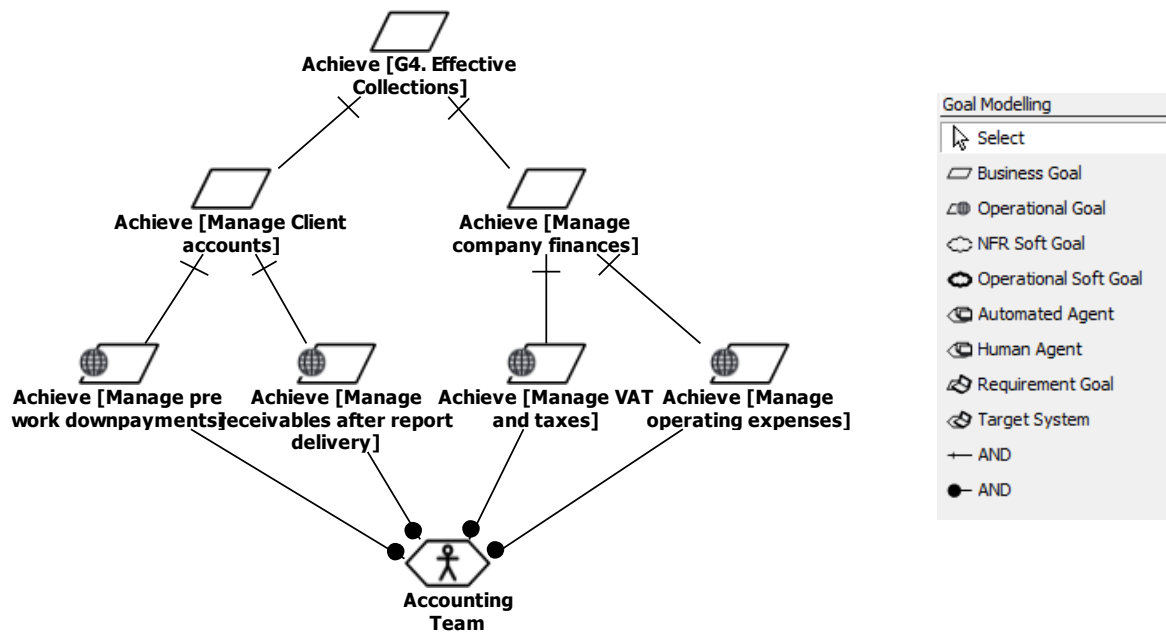 Achieve [G4. Effective
Collections]
Achieve [Manage Client
accounts]
Achieve [Manage
company finances]
Achieve [Manage pre
work downpayments]
Achieve [Manage
receivables after report
delivery]
Achieve [Manage VAT
and taxes]
Achieve [Manage
operating expenses]
Accounting
Team
Goal Modelling
Select
Business Goal
Operational Goal
NFR Soft Goal
Operational Soft Goal
Automated Agent
Human Agent
Requirement Goal
Target System
AND
AND